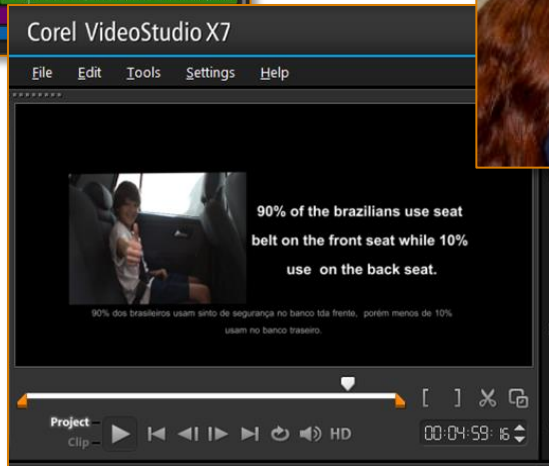 Corel VideoStudio X7
File Edit Tools Settings Help
90% of the brazilians use seat
belt on the front seat while 10%
use on the back seat.
90% dos brasileiros usam sinto de segurança no banco tda frente, porém menos de 10%
usam no banco traseiro.
Project
Clip
HD
00:04:59:16